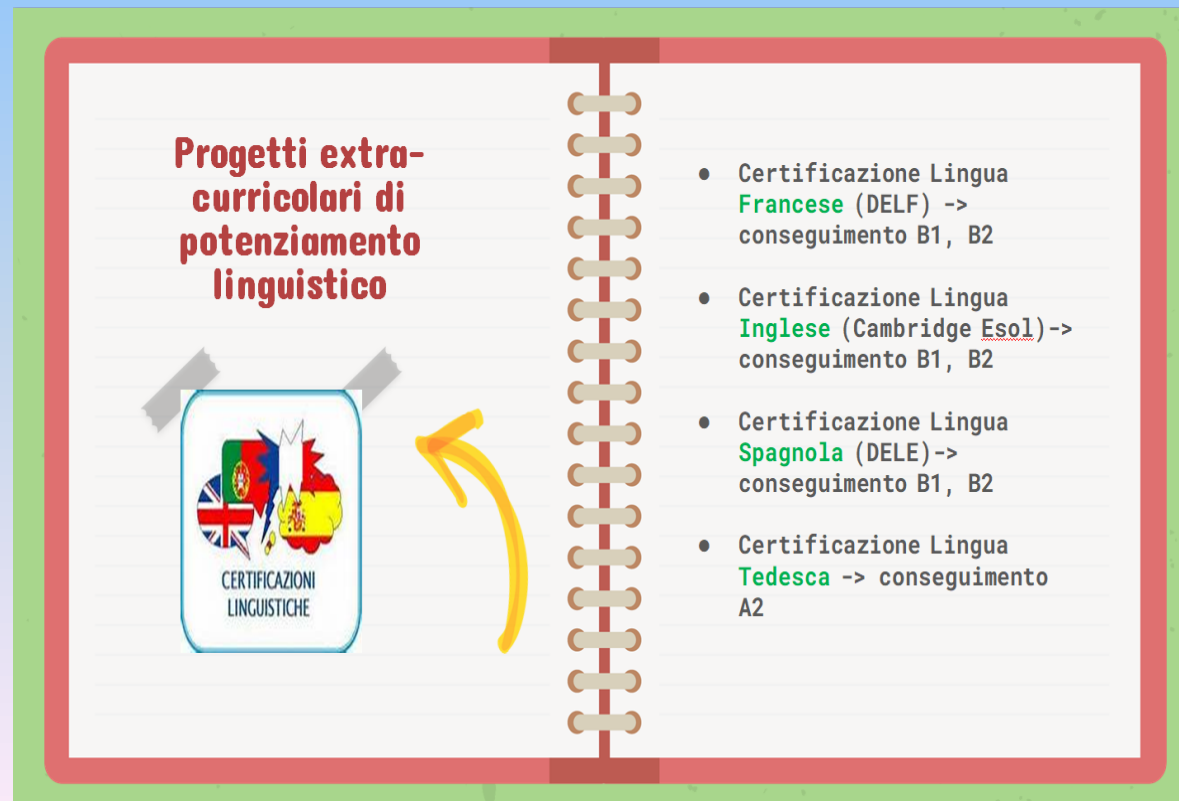 Progetti extra-
curricolari di
potenziamento
linguistico
CERTIFICAZIONI
LINGUISTICHE
● Certificazione Lingua
Francese (DELF) ->
conseguimento B1, B2
● Certificazione Lingua
Inglese (Cambridge Esol)->
conseguimento B1, B2
● Certificazione Lingua
Spagnola (DELE)->
conseguimento B1, B2
● Certificazione Lingua
Tedesca -> conseguimento
A2